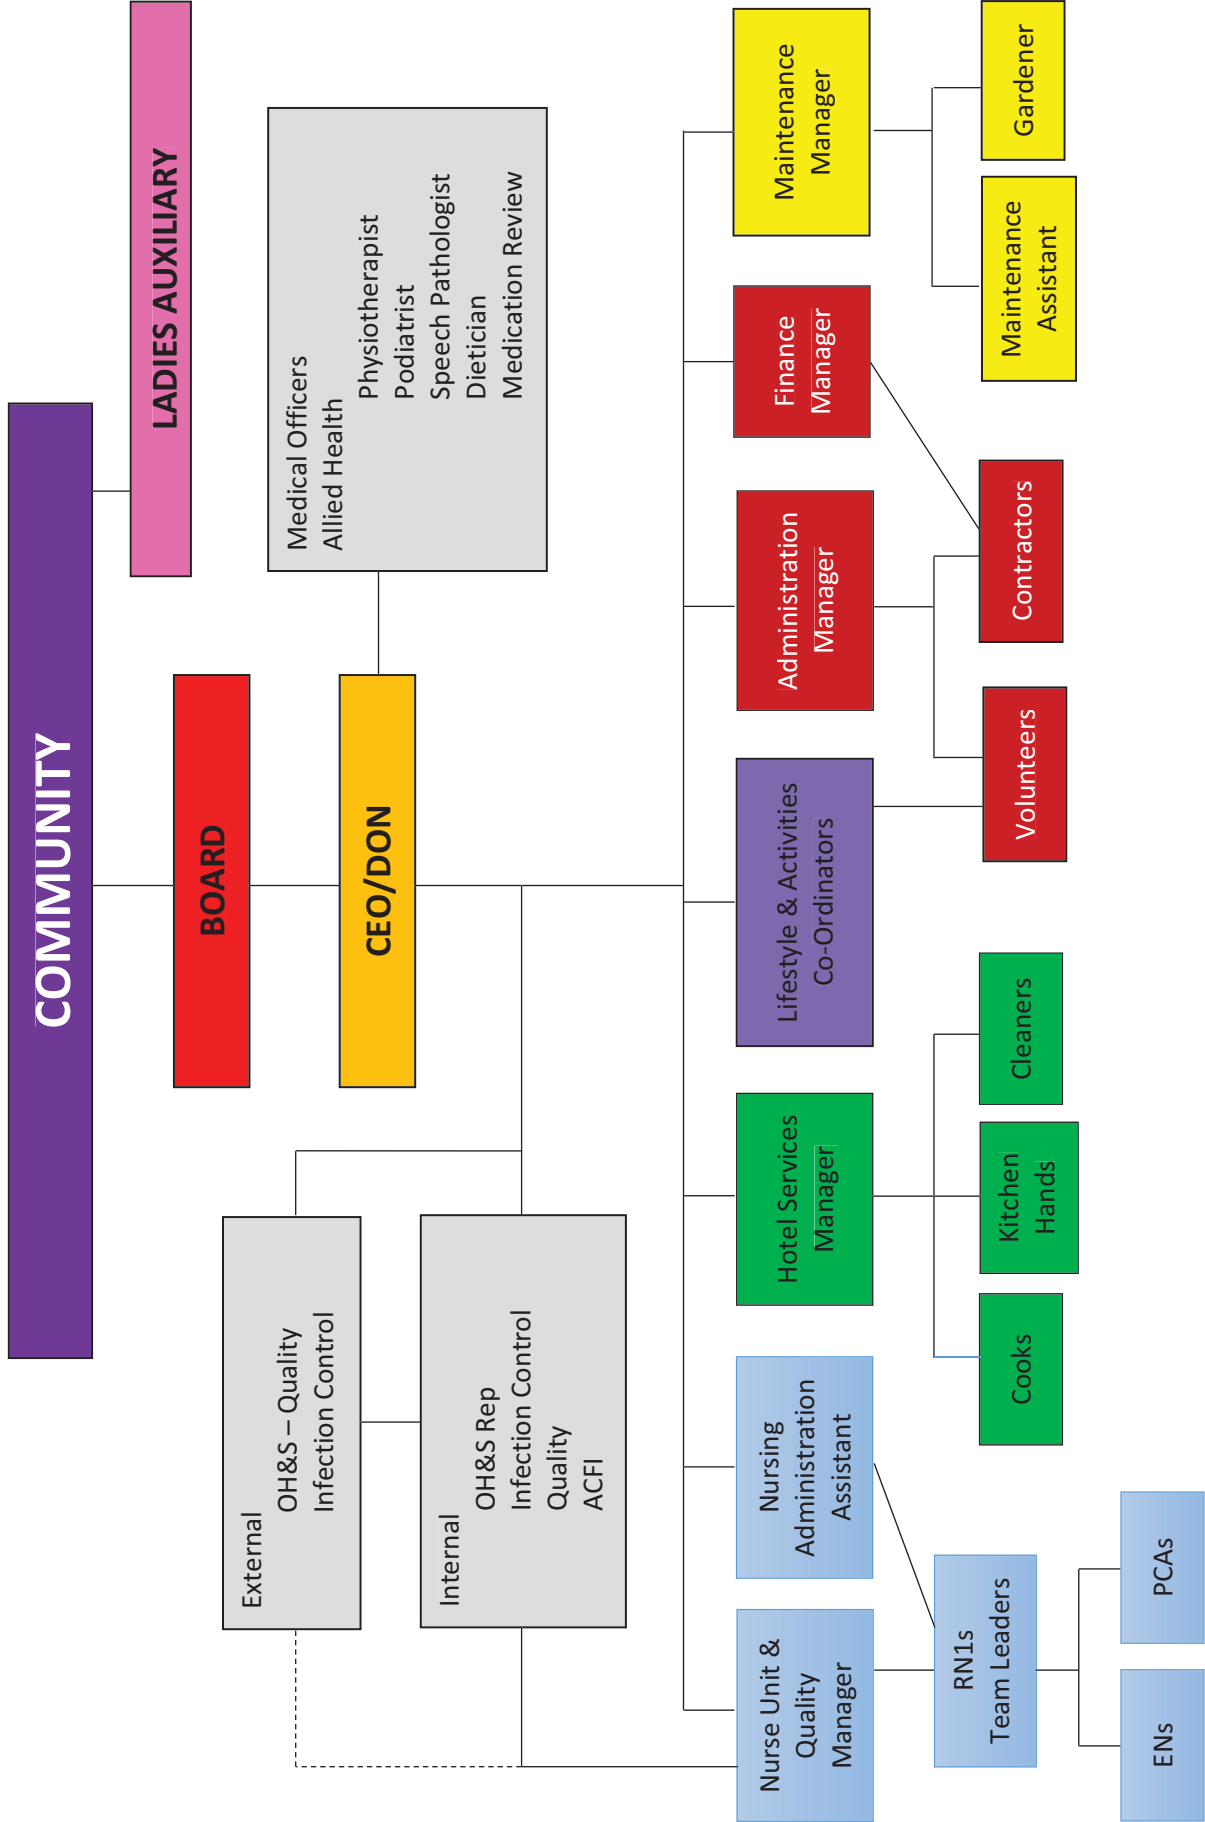 COMMUNITY
LADIES AUXILIARY
BOARD
CEO/DON
Medical Officers
Allied Health
Physiotherapist
Podiatrist
Speech Pathologist
Dietician
Medication Review
External
OH&S – Quality
Infection Control
Internal
OH&S Rep
Infection Control
Quality
ACFI
Nurse Unit &
Quality
Manager
Nursing
Administration
Assistant
Hotel Services
Manager
Lifestyle & Activities
Co-Ordinators
Administration
Manager
Finance
Manager
Maintenance
Manager
RN1s
Team Leaders
Cooks
Kitchen
Hands
Cleaners
Volunteers
Contractors
Maintenance
Assistant
Gardener
ENs
PCAs